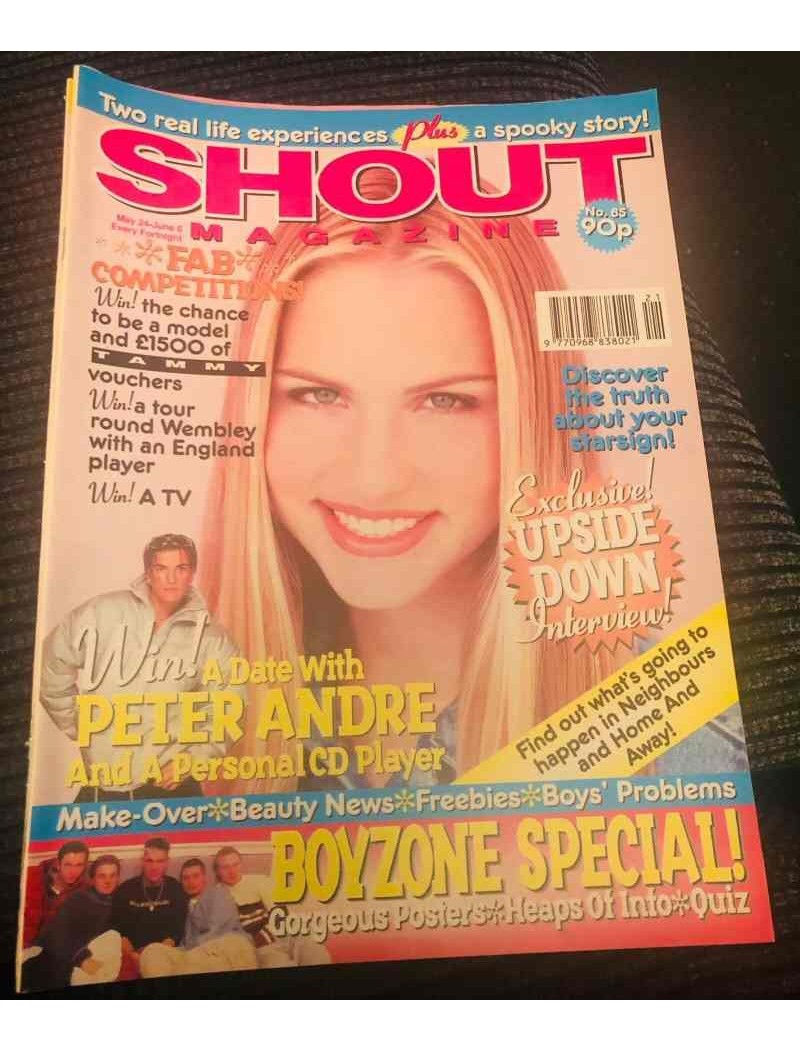 Two real life experiences plus a spooky story!
SHOUT
MAGAZINE
May 24-June 6
Every Fortnight
No. 85
90p
FAB
COMPETITIONS!
Win! the chance
to be a model
and £1500 of
TAMMY
vouchers
Win! a tour
round Wembley
with an England
player
Win! A TV
21
9 770968 838021
Discover
the truth
about your
starsign!
Exclusive!
UPSIDE
DOWN
Interview!
Win! A Date With
PETER ANDRE
And A Personal CD Player
Find out what's going to
happen in Neighbours
and Home And
Away!
Make-Over*Beauty News*Freebies*Boys' Problems
BOYZONE SPECIAL!
Gorgeous Posters*Heaps Of Info*Quiz